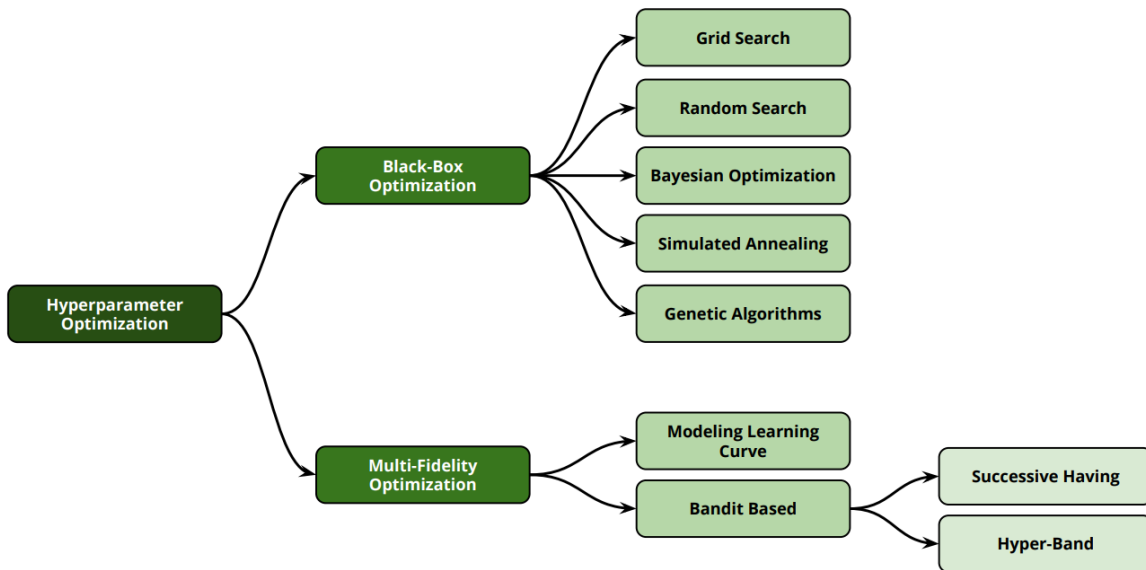 Hyperparameter
Optimization
Black-Box
Optimization
Grid Search
Random Search
Bayesian Optimization
Simulated Annealing
Genetic Algorithms
Multi-Fidelity
Optimization
Modeling Learning
Curve
Bandit Based
Successive Having
Hyper-Band